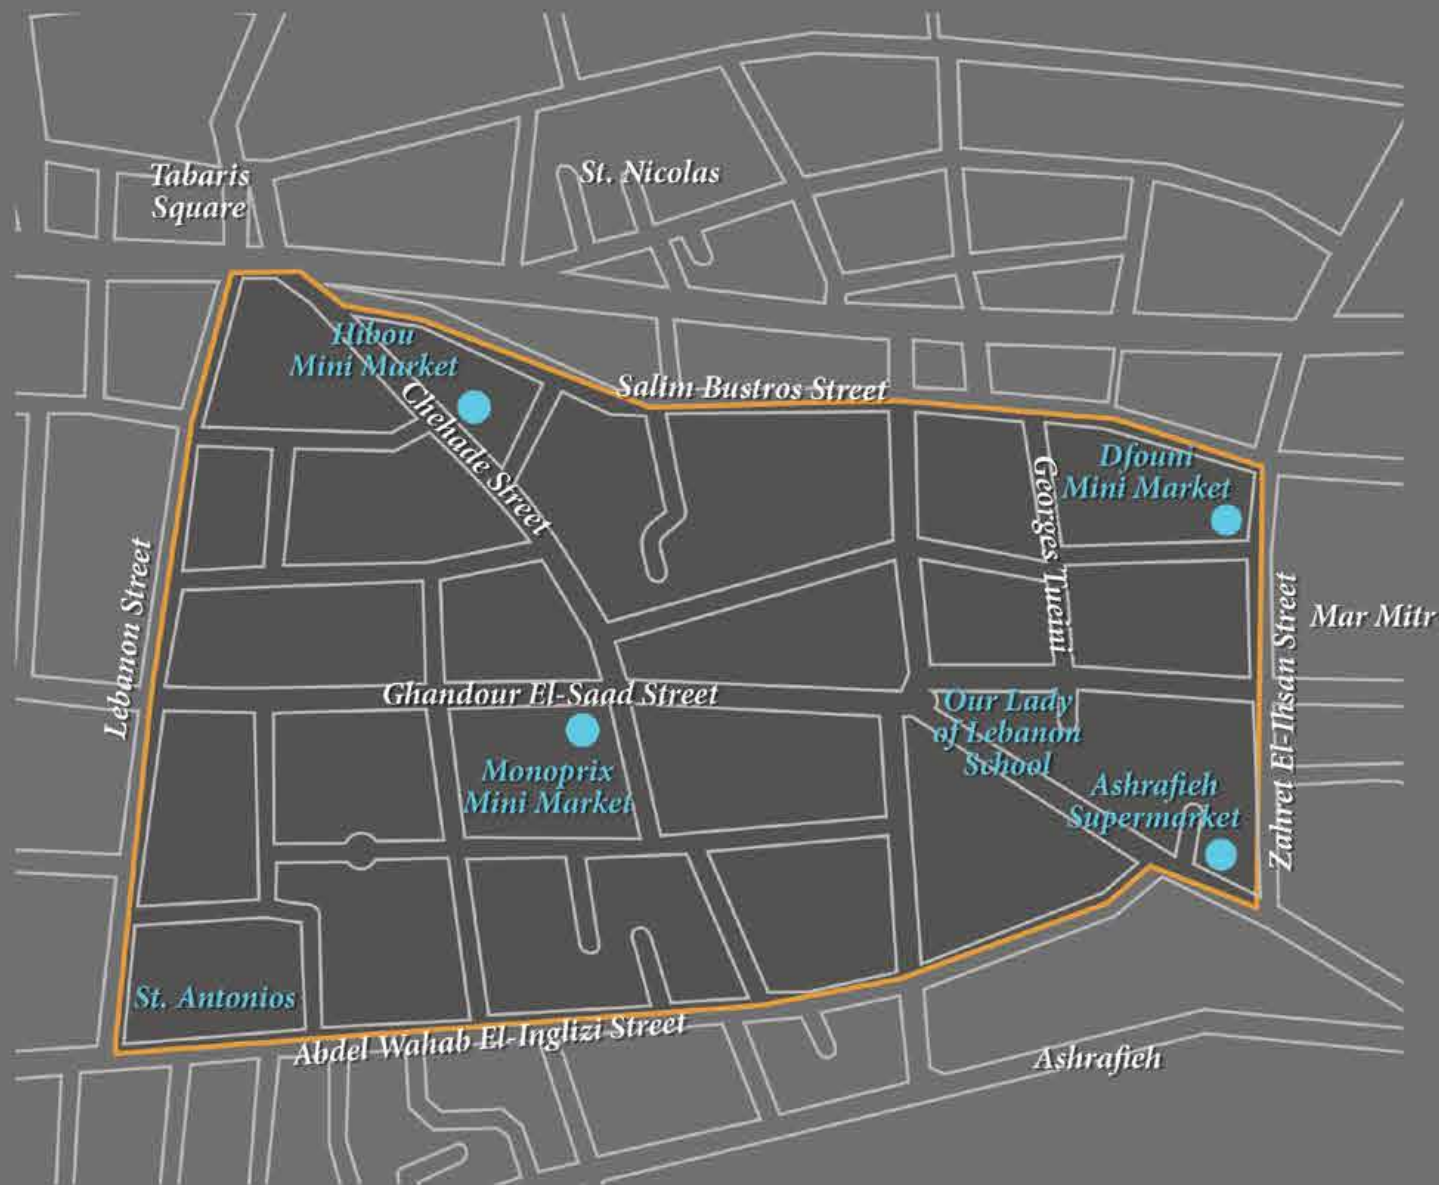 Tabaris
Square
St. Nicolas
Hibou
Mini Market
Chehade Street
Salim Bustros Street
Dfouni
Mini Market
Georges Tueini
Lebanon Street
Zahret El-Ihsan Street
Mar Mitr
Ghandour El-Saad Street
Our Lady
of Lebanon
School
Monoprix
Mini Market
Ashrafieh
Supermarket
St. Antonios
Abdel Wahab El-Inglizi Street
Ashrafieh